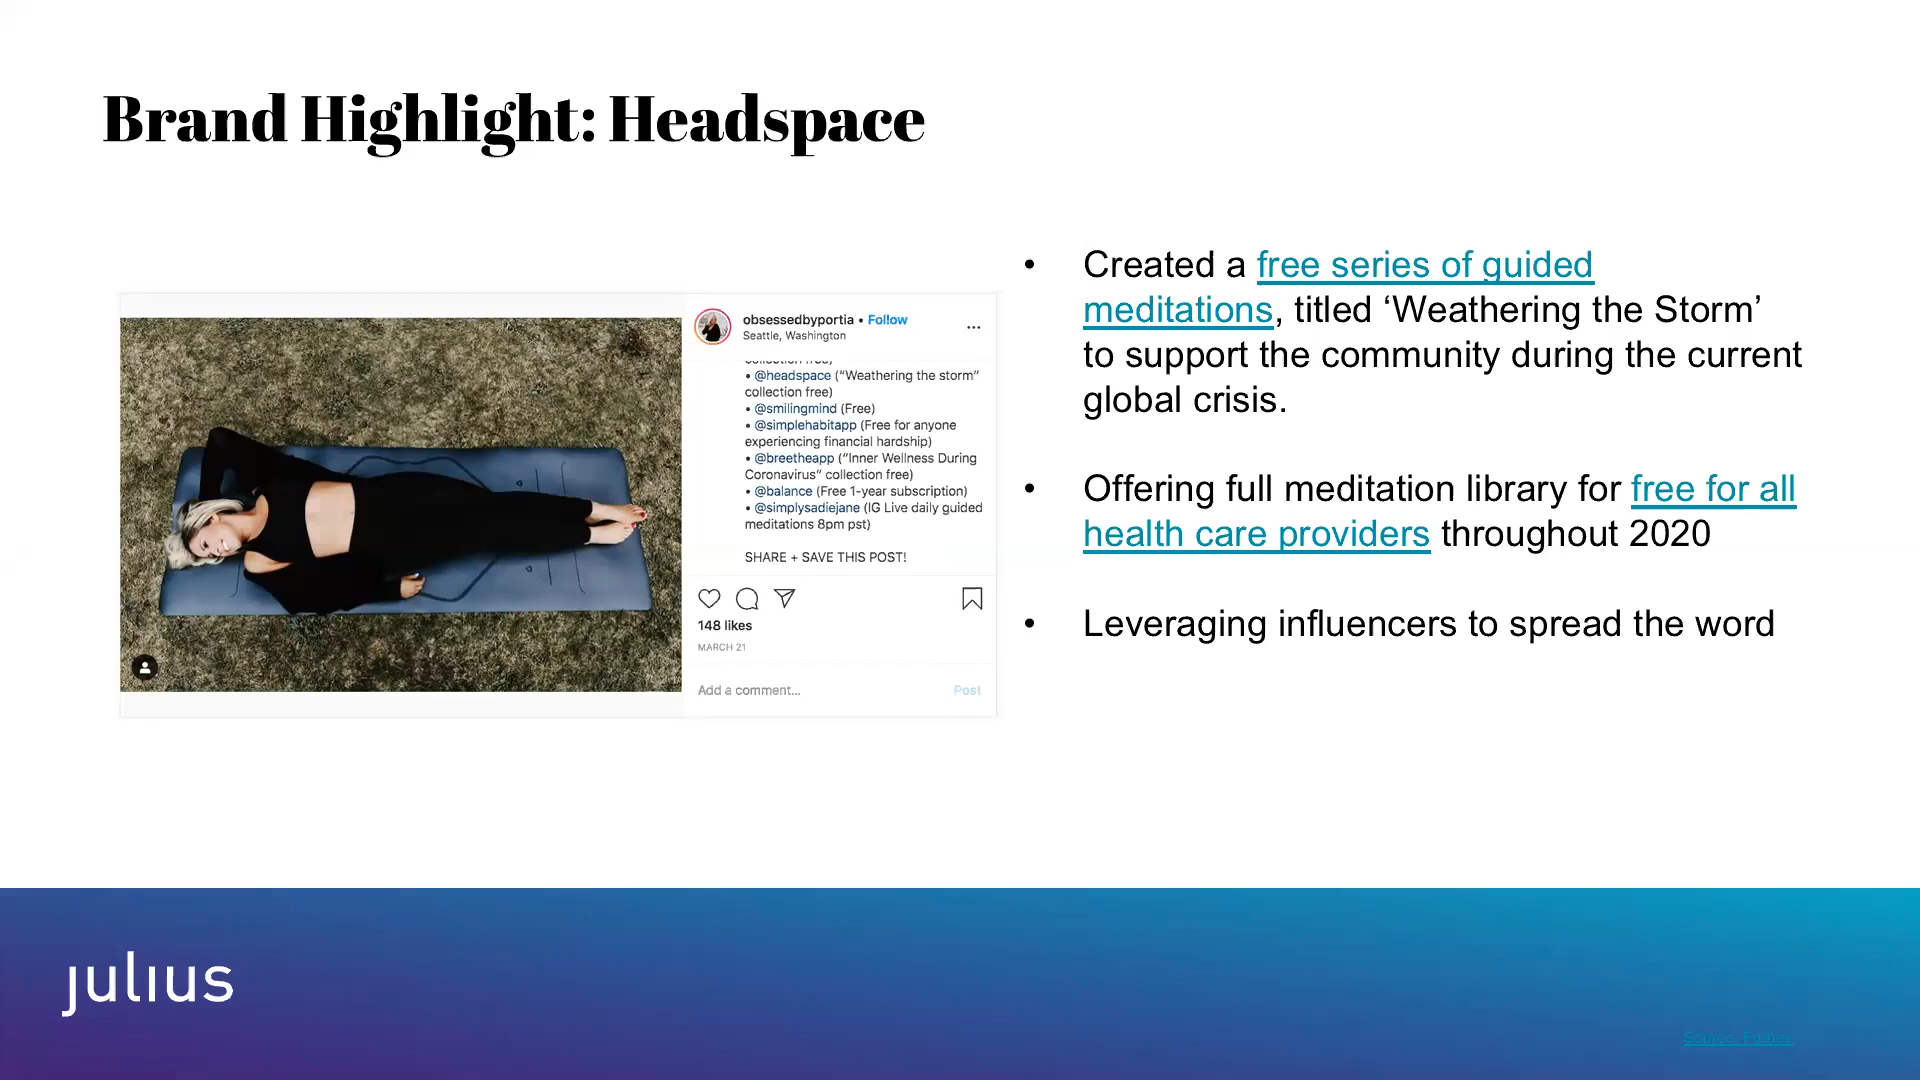 Brand Highlight: Headspace
obsessedbyportia • Follow
Seattle, Washington
collection free)
• @headspace ("Weathering the storm"
collection free)
• @smilingmind (Free)
• @simplehabitapp (Free for anyone
experiencing financial hardship)
• @breetheapp ("Inner Wellness During
Coronavirus" collection free)
• @balance (Free 1-year subscription)
• @simplysadiejane (IG Live daily guided
meditations 8pm pst)
SHARE + SAVE THIS POST!
148 likes
MARCH 21
Add a comment...
Post
• Created a free series of guided
meditations, titled ‘Weathering the Storm’
to support the community during the current
global crisis.
• Offering full meditation library for free for all
health care providers throughout 2020
• Leveraging influencers to spread the word
julius
Source: Forbes